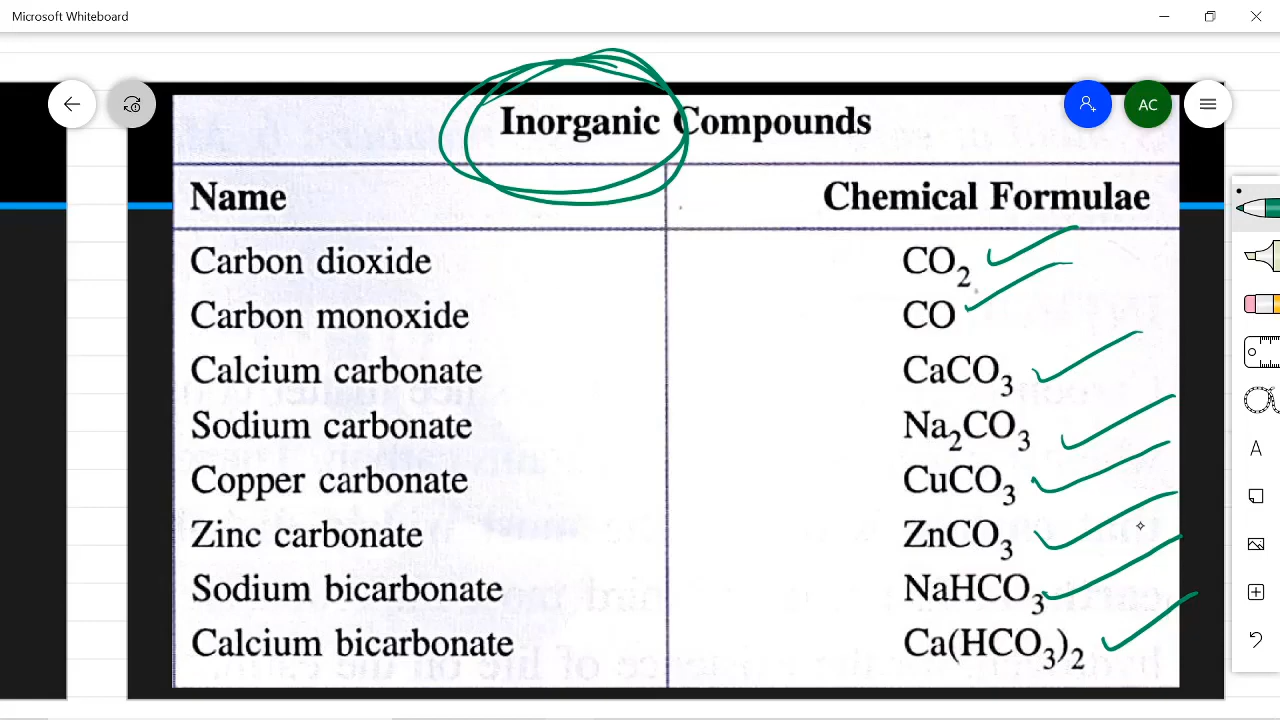 Microsoft Whiteboard
AC
Inorganic Compounds
Name Chemical Formulae
Carbon dioxide CO₂
Carbon monoxide CO
Calcium carbonate CaCO₃
Sodium carbonate Na₂CO₃
Copper carbonate CuCO₃
Zinc carbonate ZnCO₃
Sodium bicarbonate NaHCO₃
Calcium bicarbonate Ca(HCO₃)₂